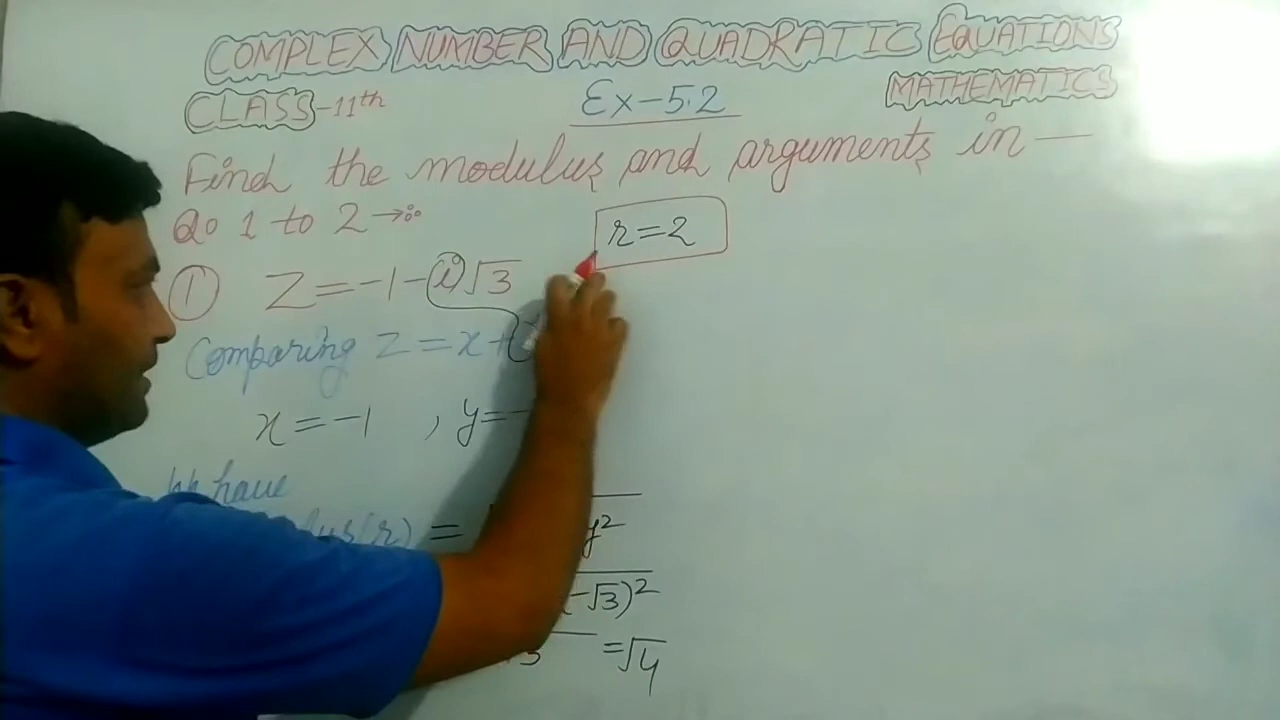 COMPLEX NUMBER AND QUADRATIC EQUATIONS
CLASS-11th Ex-5.2 MATHEMATICS
Find the modulus and arguments in —
Q. 1 to 2 →
r=2
① Z=-1-i√3
Comparing Z=x+
x=-1 , y=-
have
(r) = y²
-√3)²
3 =√4